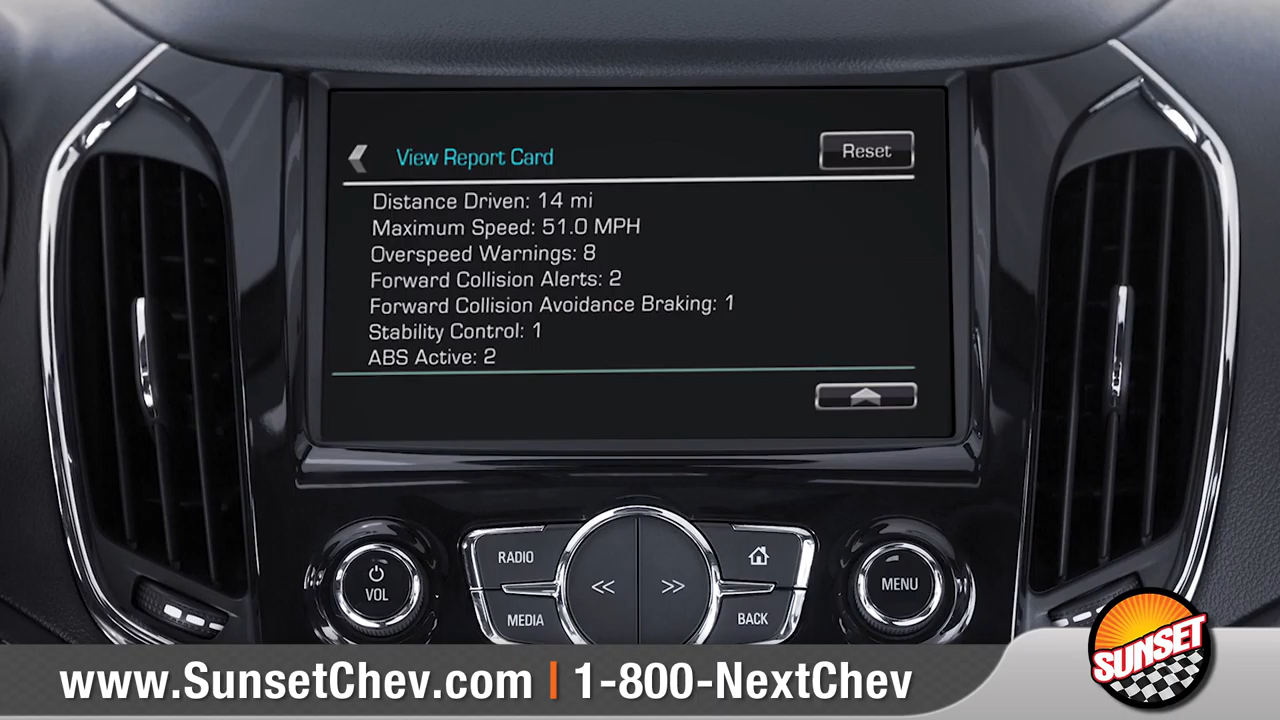 View Report Card
Reset
Distance Driven: 14 mi
Maximum Speed: 51.0 MPH
Overspeed Warnings: 8
Forward Collision Alerts: 2
Forward Collision Avoidance Braking: 1
Stability Control: 1
ABS Active: 2
RADIO
VOL
MENU
MEDIA
BACK
www.SunsetChev.com | 1-800-NextChev
SUNSET